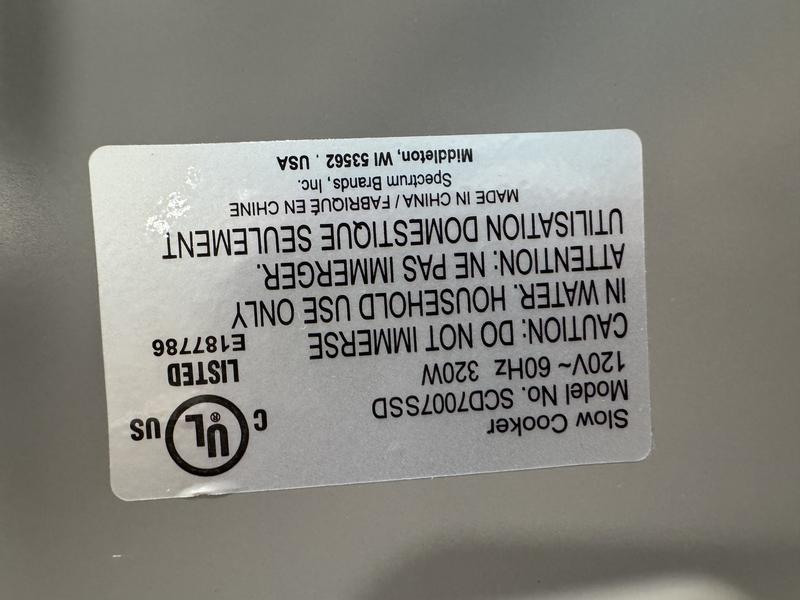 Slow Cooker
Model No. SCD7007SSD
120V~ 60Hz 320W
CAUTION: DO NOT IMMERSE
IN WATER. HOUSEHOLD USE ONLY
ATTENTION: NE PAS IMMERGER.
UTILISATION DOMESTIQUE SEULEMENT
MADE IN CHINA / FABRIQUÉ EN CHINE
Spectrum Brands, Inc.
Middleton, WI 53562 . USA
C UL® US
LISTED
E187786